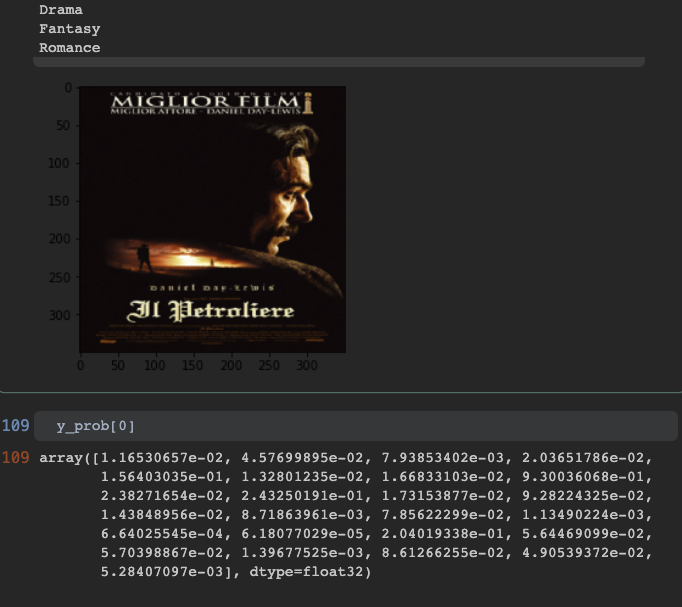 Drama
Fantasy
Romance
0
50
100
150
200
250
300
CANDIDATO AL GOLDEN GLOBE
MIGLIOR FILM
MIGLIOR ATTORE - DANIEL DAY-LEWIS
Daniel Day-Lewis
Il Petroliere
0 50 100 150 200 250 300
109 y_prob[0]
109 array([1.16530657e-02, 4.57699895e-02, 7.93853402e-03, 2.03651786e-02,
1.56403035e-01, 1.32801235e-02, 1.66833103e-02, 9.30036068e-01,
2.38271654e-02, 2.43250191e-01, 1.73153877e-02, 9.28224325e-02,
1.43848956e-02, 8.71863961e-03, 7.85622299e-02, 1.13490224e-03,
6.64025545e-04, 6.18077029e-05, 2.04019338e-01, 5.64469099e-02,
5.70398867e-02, 1.39677525e-03, 8.61266255e-02, 4.90539372e-02,
5.28407097e-03], dtype=float32)